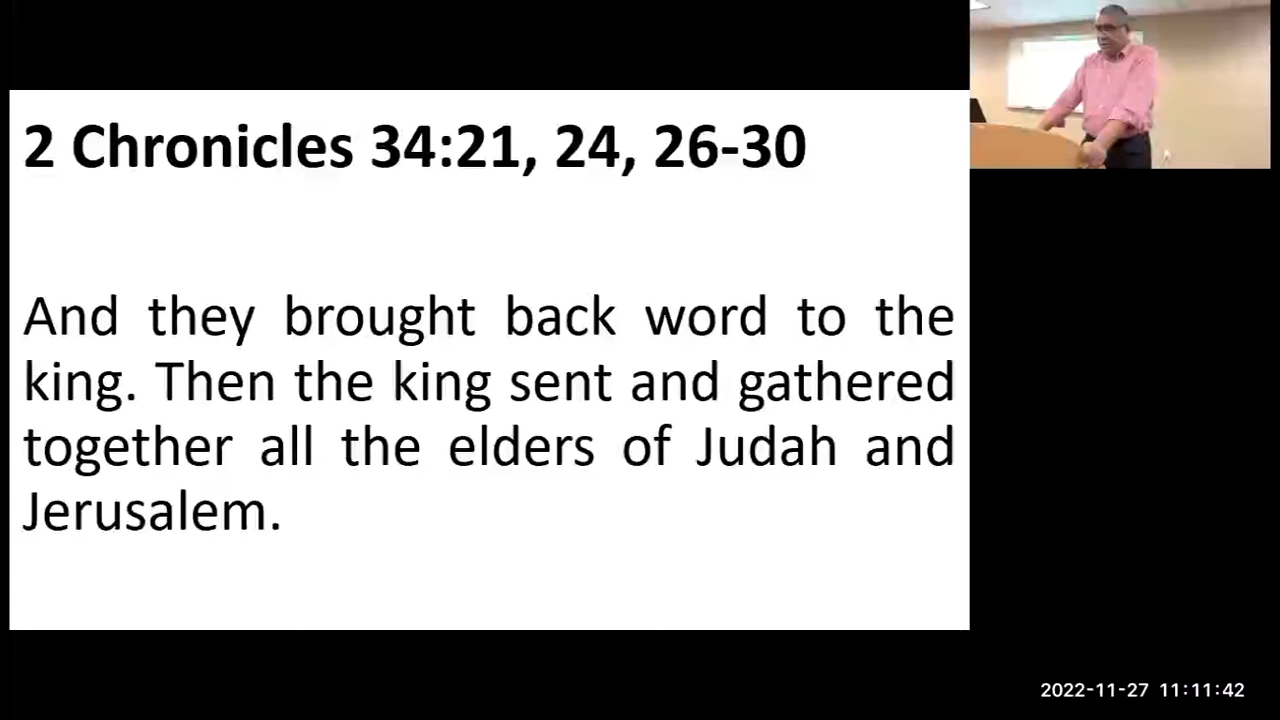 2 Chronicles 34:21, 24, 26-30
And they brought back word to the
king. Then the king sent and gathered
together all the elders of Judah and
Jerusalem.
2022-11-27 11:11:42